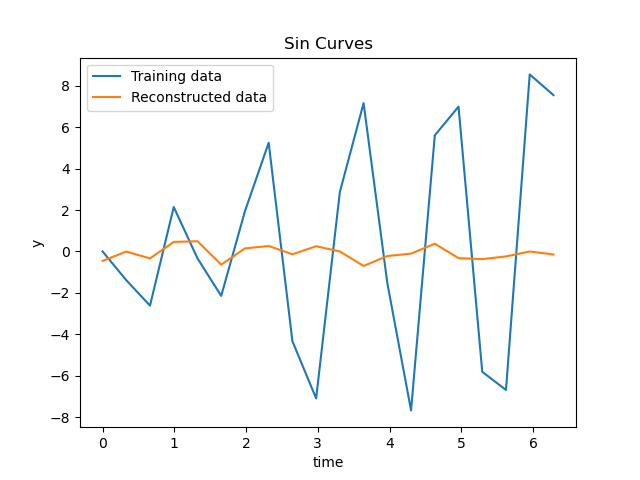 Sin Curves
Training data
Reconstructed data
8
6
4
2
0
−2
−4
−6
−8
y
0 1 2 3 4 5 6
time